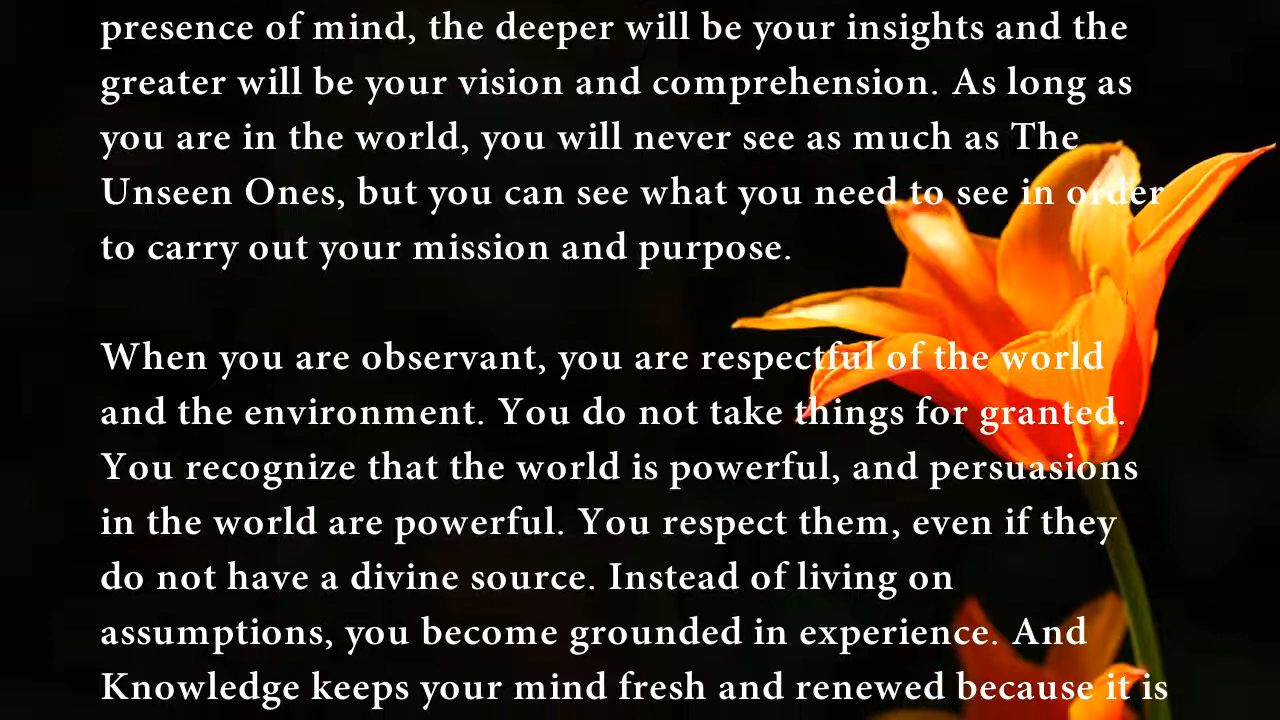 presence of mind, the deeper will be your insights and the
greater will be your vision and comprehension. As long as
you are in the world, you will never see as much as The
Unseen Ones, but you can see what you need to see in order
to carry out your mission and purpose.
When you are observant, you are respectful of the world
and the environment. You do not take things for granted.
You recognize that the world is powerful, and persuasions
in the world are powerful. You respect them, even if they
do not have a divine source. Instead of living on
assumptions, you become grounded in experience. And
Knowledge keeps your mind fresh and renewed because it is